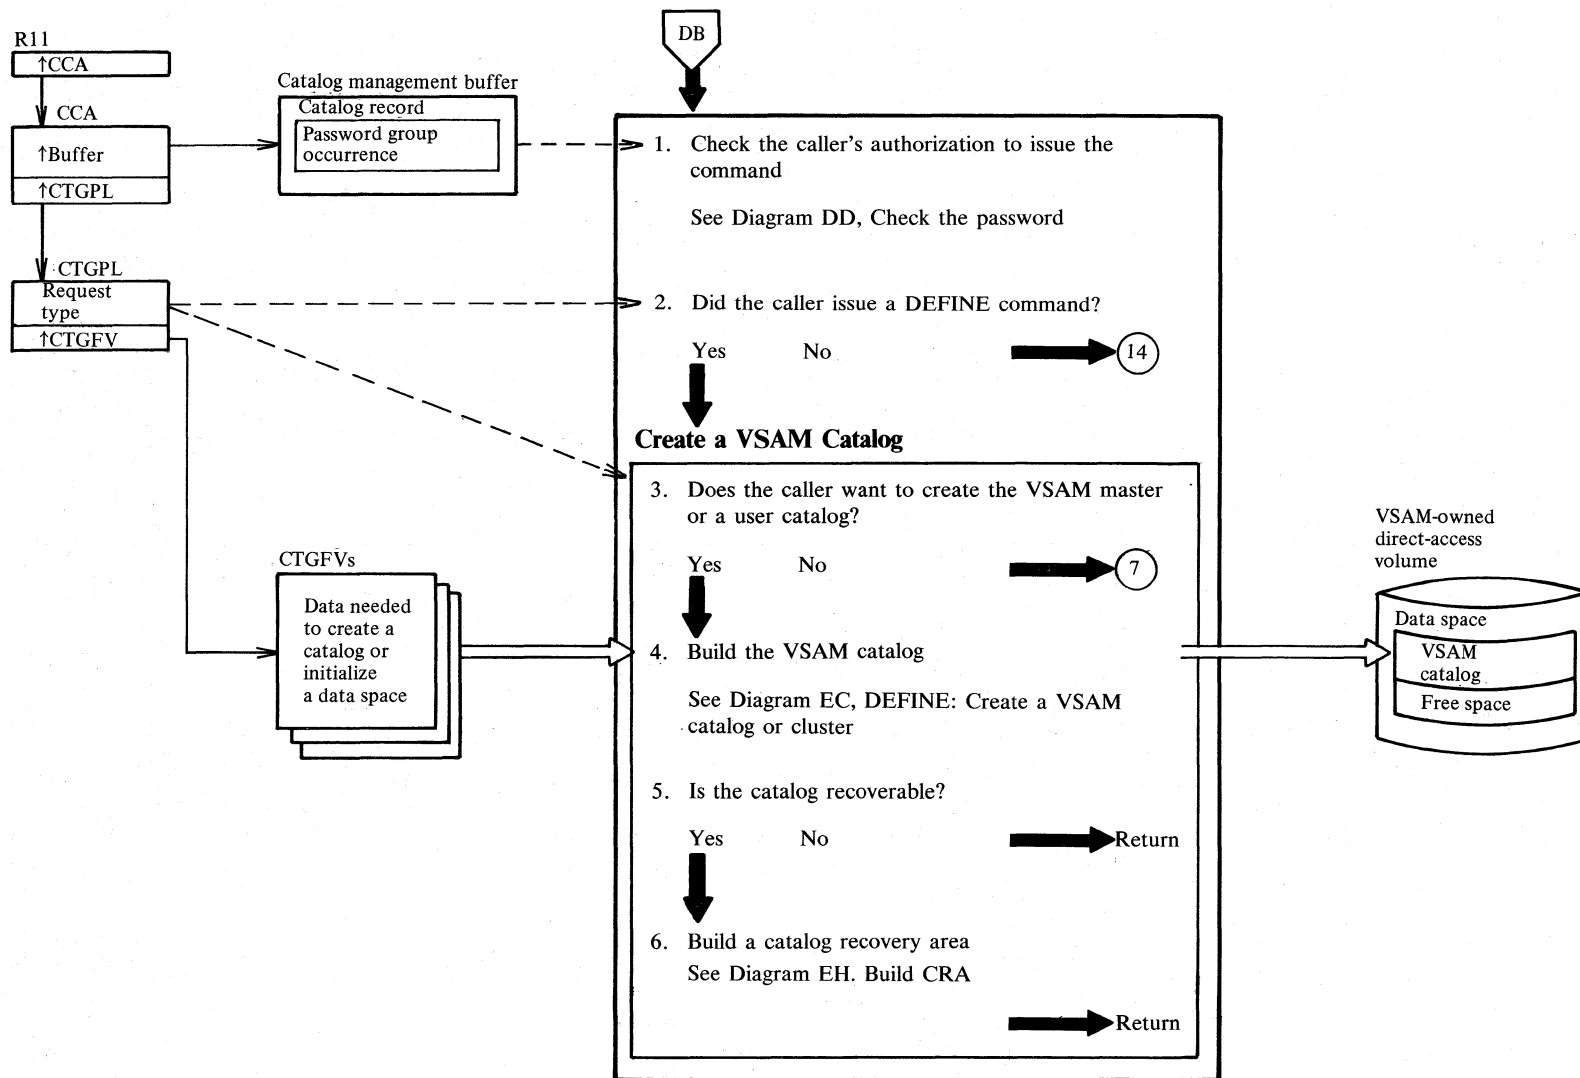 DB
R11
↑CCA
CCA
↑Buffer
↑CTGPL
Catalog management buffer
Catalog record
Password group
occurrence
CTGPL
Request
type
↑CTGFV
1. Check the caller's authorization to issue the
command
See Diagram DD, Check the password
2. Did the caller issue a DEFINE command?
Yes No 14
Create a VSAM Catalog
3. Does the caller want to create the VSAM master
or a user catalog?
Yes No 7
CTGFVs
Data needed
to create a
catalog or
initialize
a data space
4. Build the VSAM catalog
See Diagram EC, DEFINE: Create a VSAM
catalog or cluster
5. Is the catalog recoverable?
Yes No Return
6. Build a catalog recovery area
See Diagram EH. Build CRA
Return
VSAM-owned
direct-access
volume
Data space
VSAM
catalog
Free space